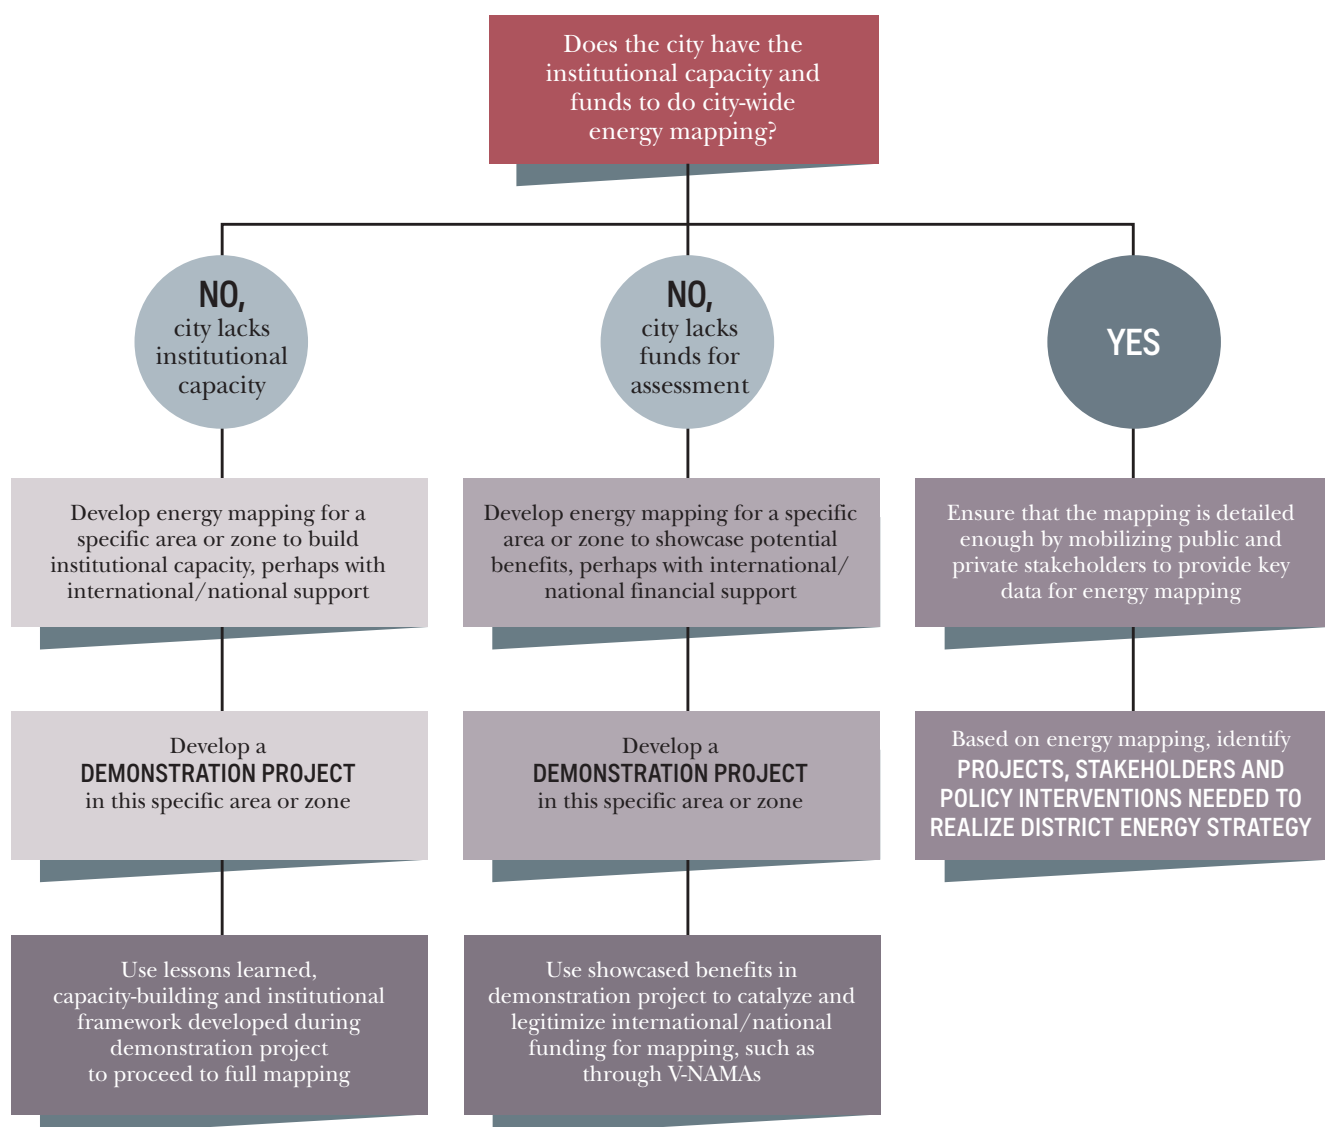 Does the city have the
institutional capacity and
funds to do city-wide
energy mapping?
NO,
city lacks
institutional
capacity
NO,
city lacks
funds for
assessment
YES
Develop energy mapping for a
specific area or zone to build
institutional capacity, perhaps with
international/national support
Develop energy mapping for a specific
area or zone to showcase potential
benefits, perhaps with international/
national financial support
Ensure that the mapping is detailed
enough by mobilizing public and
private stakeholders to provide key
data for energy mapping
Develop a
DEMONSTRATION PROJECT
in this specific area or zone
Develop a
DEMONSTRATION PROJECT
in this specific area or zone
Based on energy mapping, identify
PROJECTS, STAKEHOLDERS AND
POLICY INTERVENTIONS NEEDED TO
REALIZE DISTRICT ENERGY STRATEGY
Use lessons learned,
capacity-building and institutional
framework developed during
demonstration project
to proceed to full mapping
Use showcased benefits in
demonstration project to catalyze and
legitimize international/national
funding for mapping, such as
through V-NAMAs